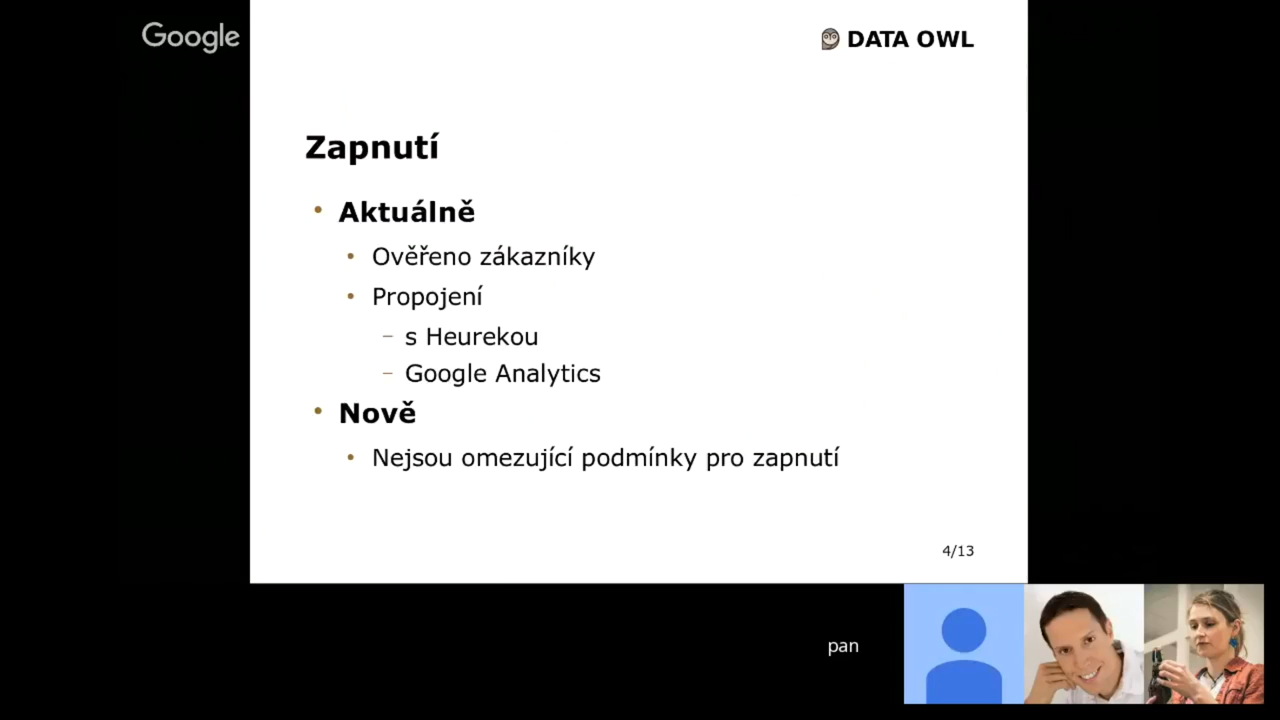 Google
DATA OWL
Zapnutí
• Aktuálně
• Ověřeno zákazníky
• Propojení
– s Heurekou
– Google Analytics
• Nově
• Nejsou omezující podmínky pro zapnutí
4/13
pan